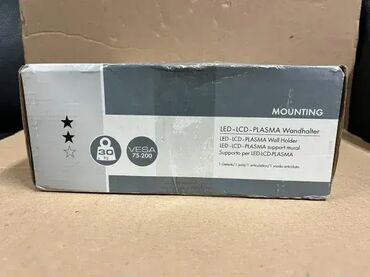 MOUNTING
LED-LCD-PLASMA Wandhalter
LED-LCD-PLASMA Wall Holder
LED-LCD-PLASMA support mural
Supporto per LED-LCD-PLASMA
30
kg
VESA
75-200